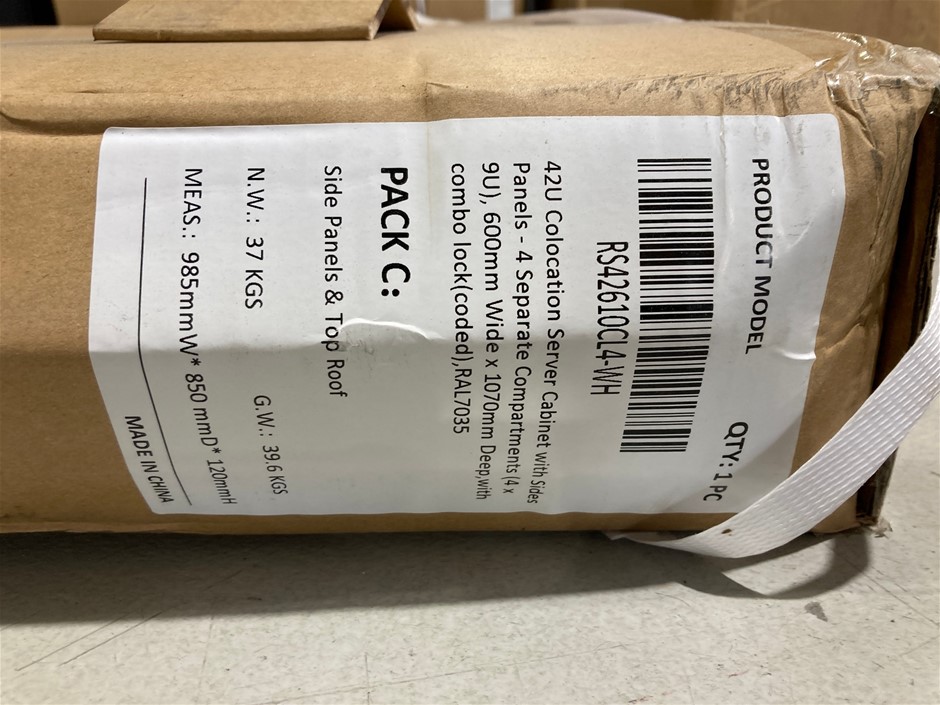 PRODUCT MODEL QTY: 1 PC
RS42610CL4-WH
42U Colocation Server Cabinet with Sides
Panels - 4 Separate Compartments (4 x
9U), 600mm Wide x 1070mm Deep,with
combo lock(coded),RAL7035
PACK C:
Side Panels & Top Roof
N.W.: 37 KGS G.W.: 39.6 KGS
MEAS.: 985mmW* 850 mmD* 120mmH
MADE IN CHINA